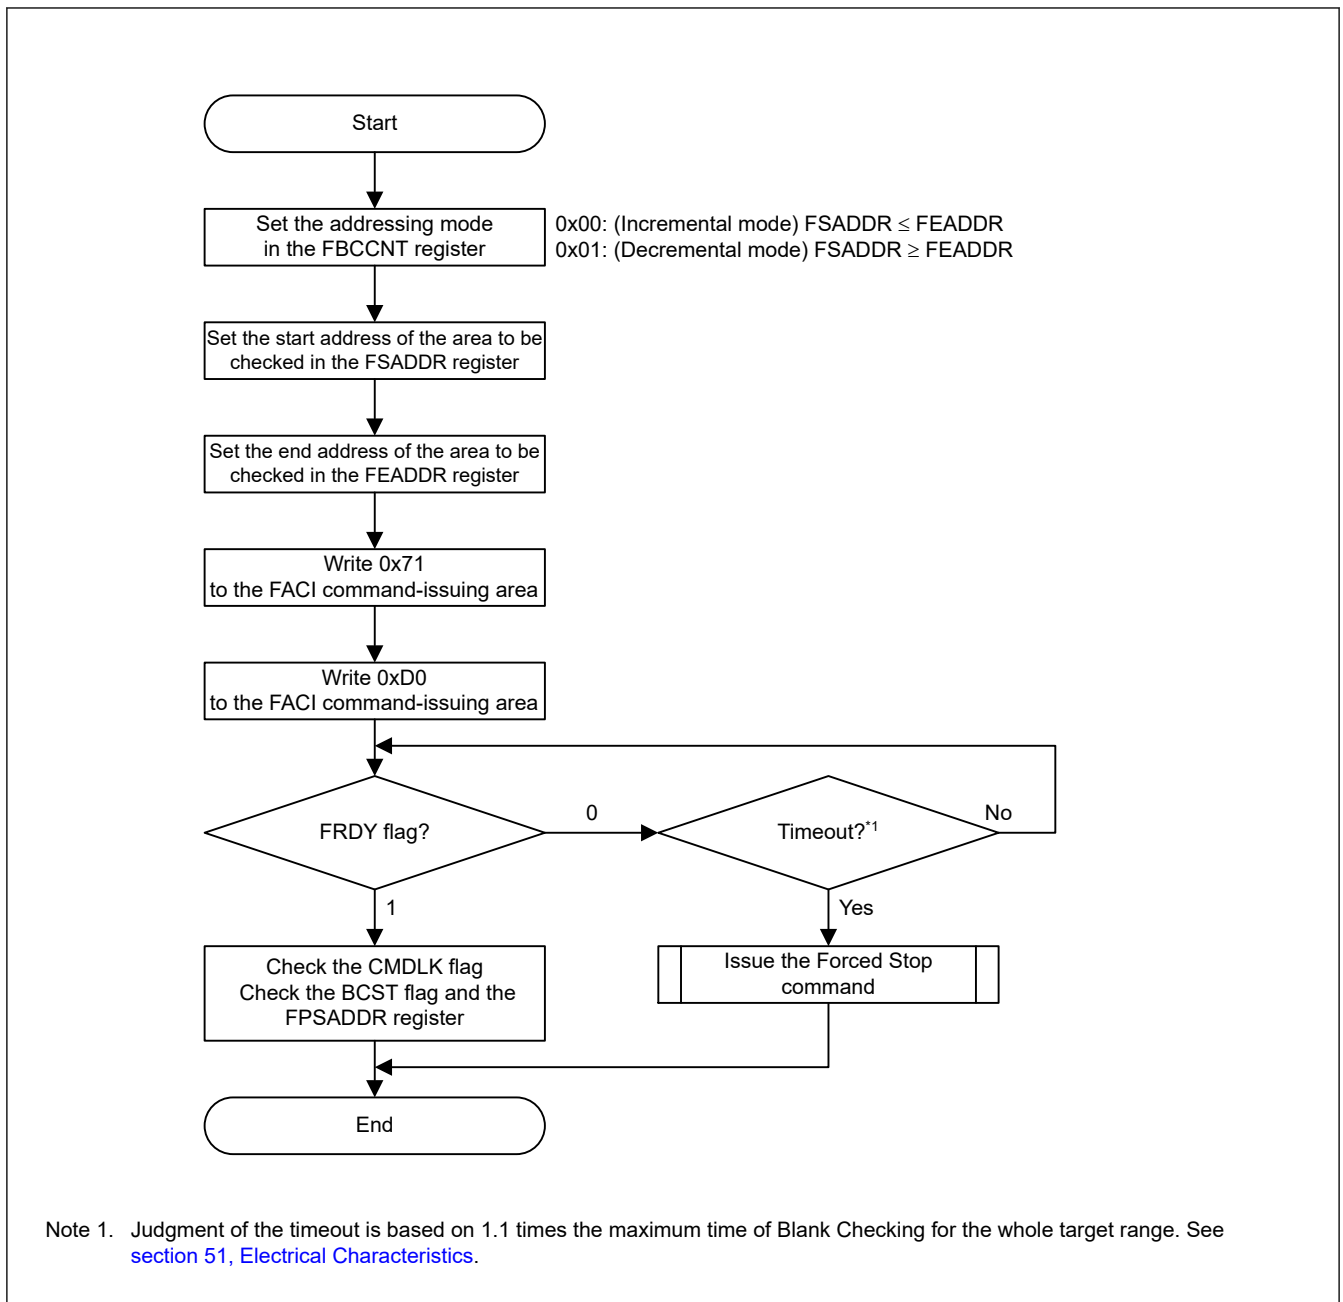 Start
Set the addressing mode
in the FBCCNT register
0x00: (Incremental mode) FSADDR ≤ FEADDR
0x01: (Decremental mode) FSADDR ≥ FEADDR
Set the start address of the area to be
checked in the FSADDR register
Set the end address of the area to be
checked in the FEADDR register
Write 0x71
to the FACI command-issuing area
Write 0xD0
to the FACI command-issuing area
FRDY flag?
0
Timeout?*1
No
1
Yes
Check the CMDLK flag
Check the BCST flag and the
FPSADDR register
Issue the Forced Stop
command
End
Note 1. Judgment of the timeout is based on 1.1 times the maximum time of Blank Checking for the whole target range. See
section 51, Electrical Characteristics.